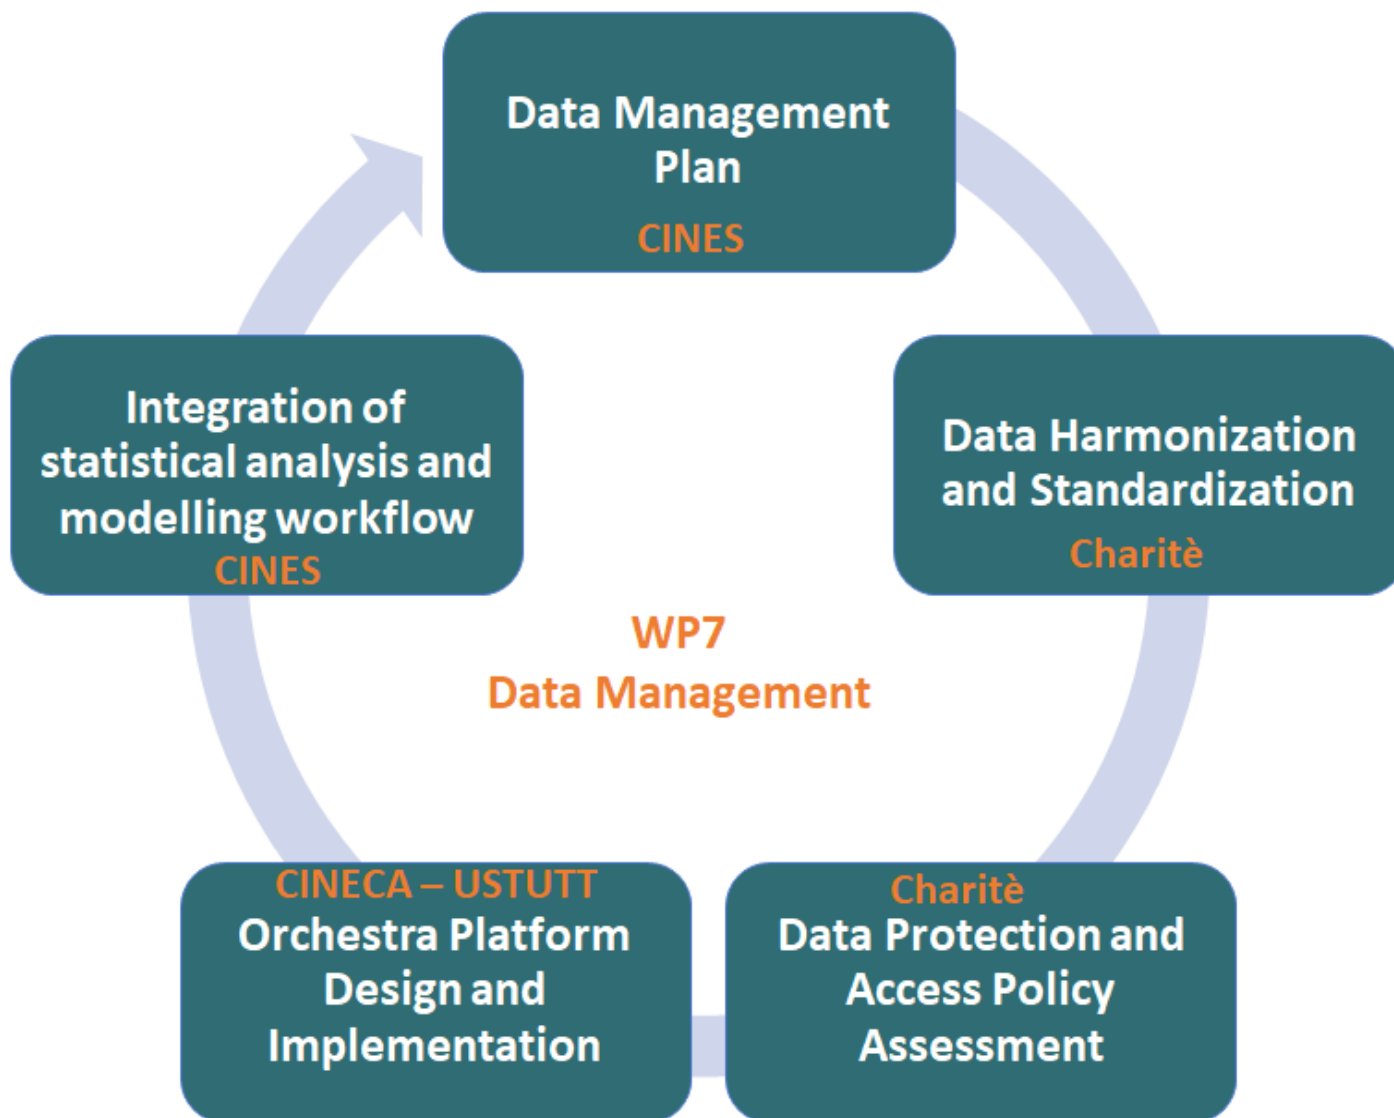 Data Management
Plan
CINES
Data Harmonization
and Standardization
Charitè
Charitè
Data Protection and
Access Policy
Assessment
CINECA – USTUTT
Orchestra Platform
Design and
Implementation
Integration of
statistical analysis and
modelling workflow
CINES
WP7
Data Management